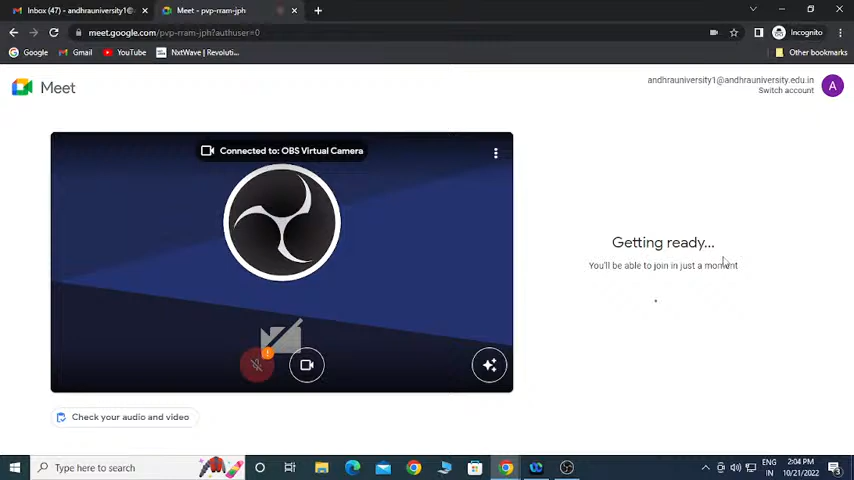 Inbox (47) - andhrauniversity1@
Meet - pvp-rram-jph
meet.google.com/pvp-rram-jph?authuser=0
Incognito
Google
Gmail
YouTube
NxtWave | Revoluti...
Other bookmarks
Meet
andhrauniversity1@andhrauniversity.edu.in
Switch account
A
Connected to: OBS Virtual Camera
Getting ready...
You'll be able to join in just a moment
Check your audio and video
Type here to search
ENG
IN
2:04 PM
10/21/2022
3